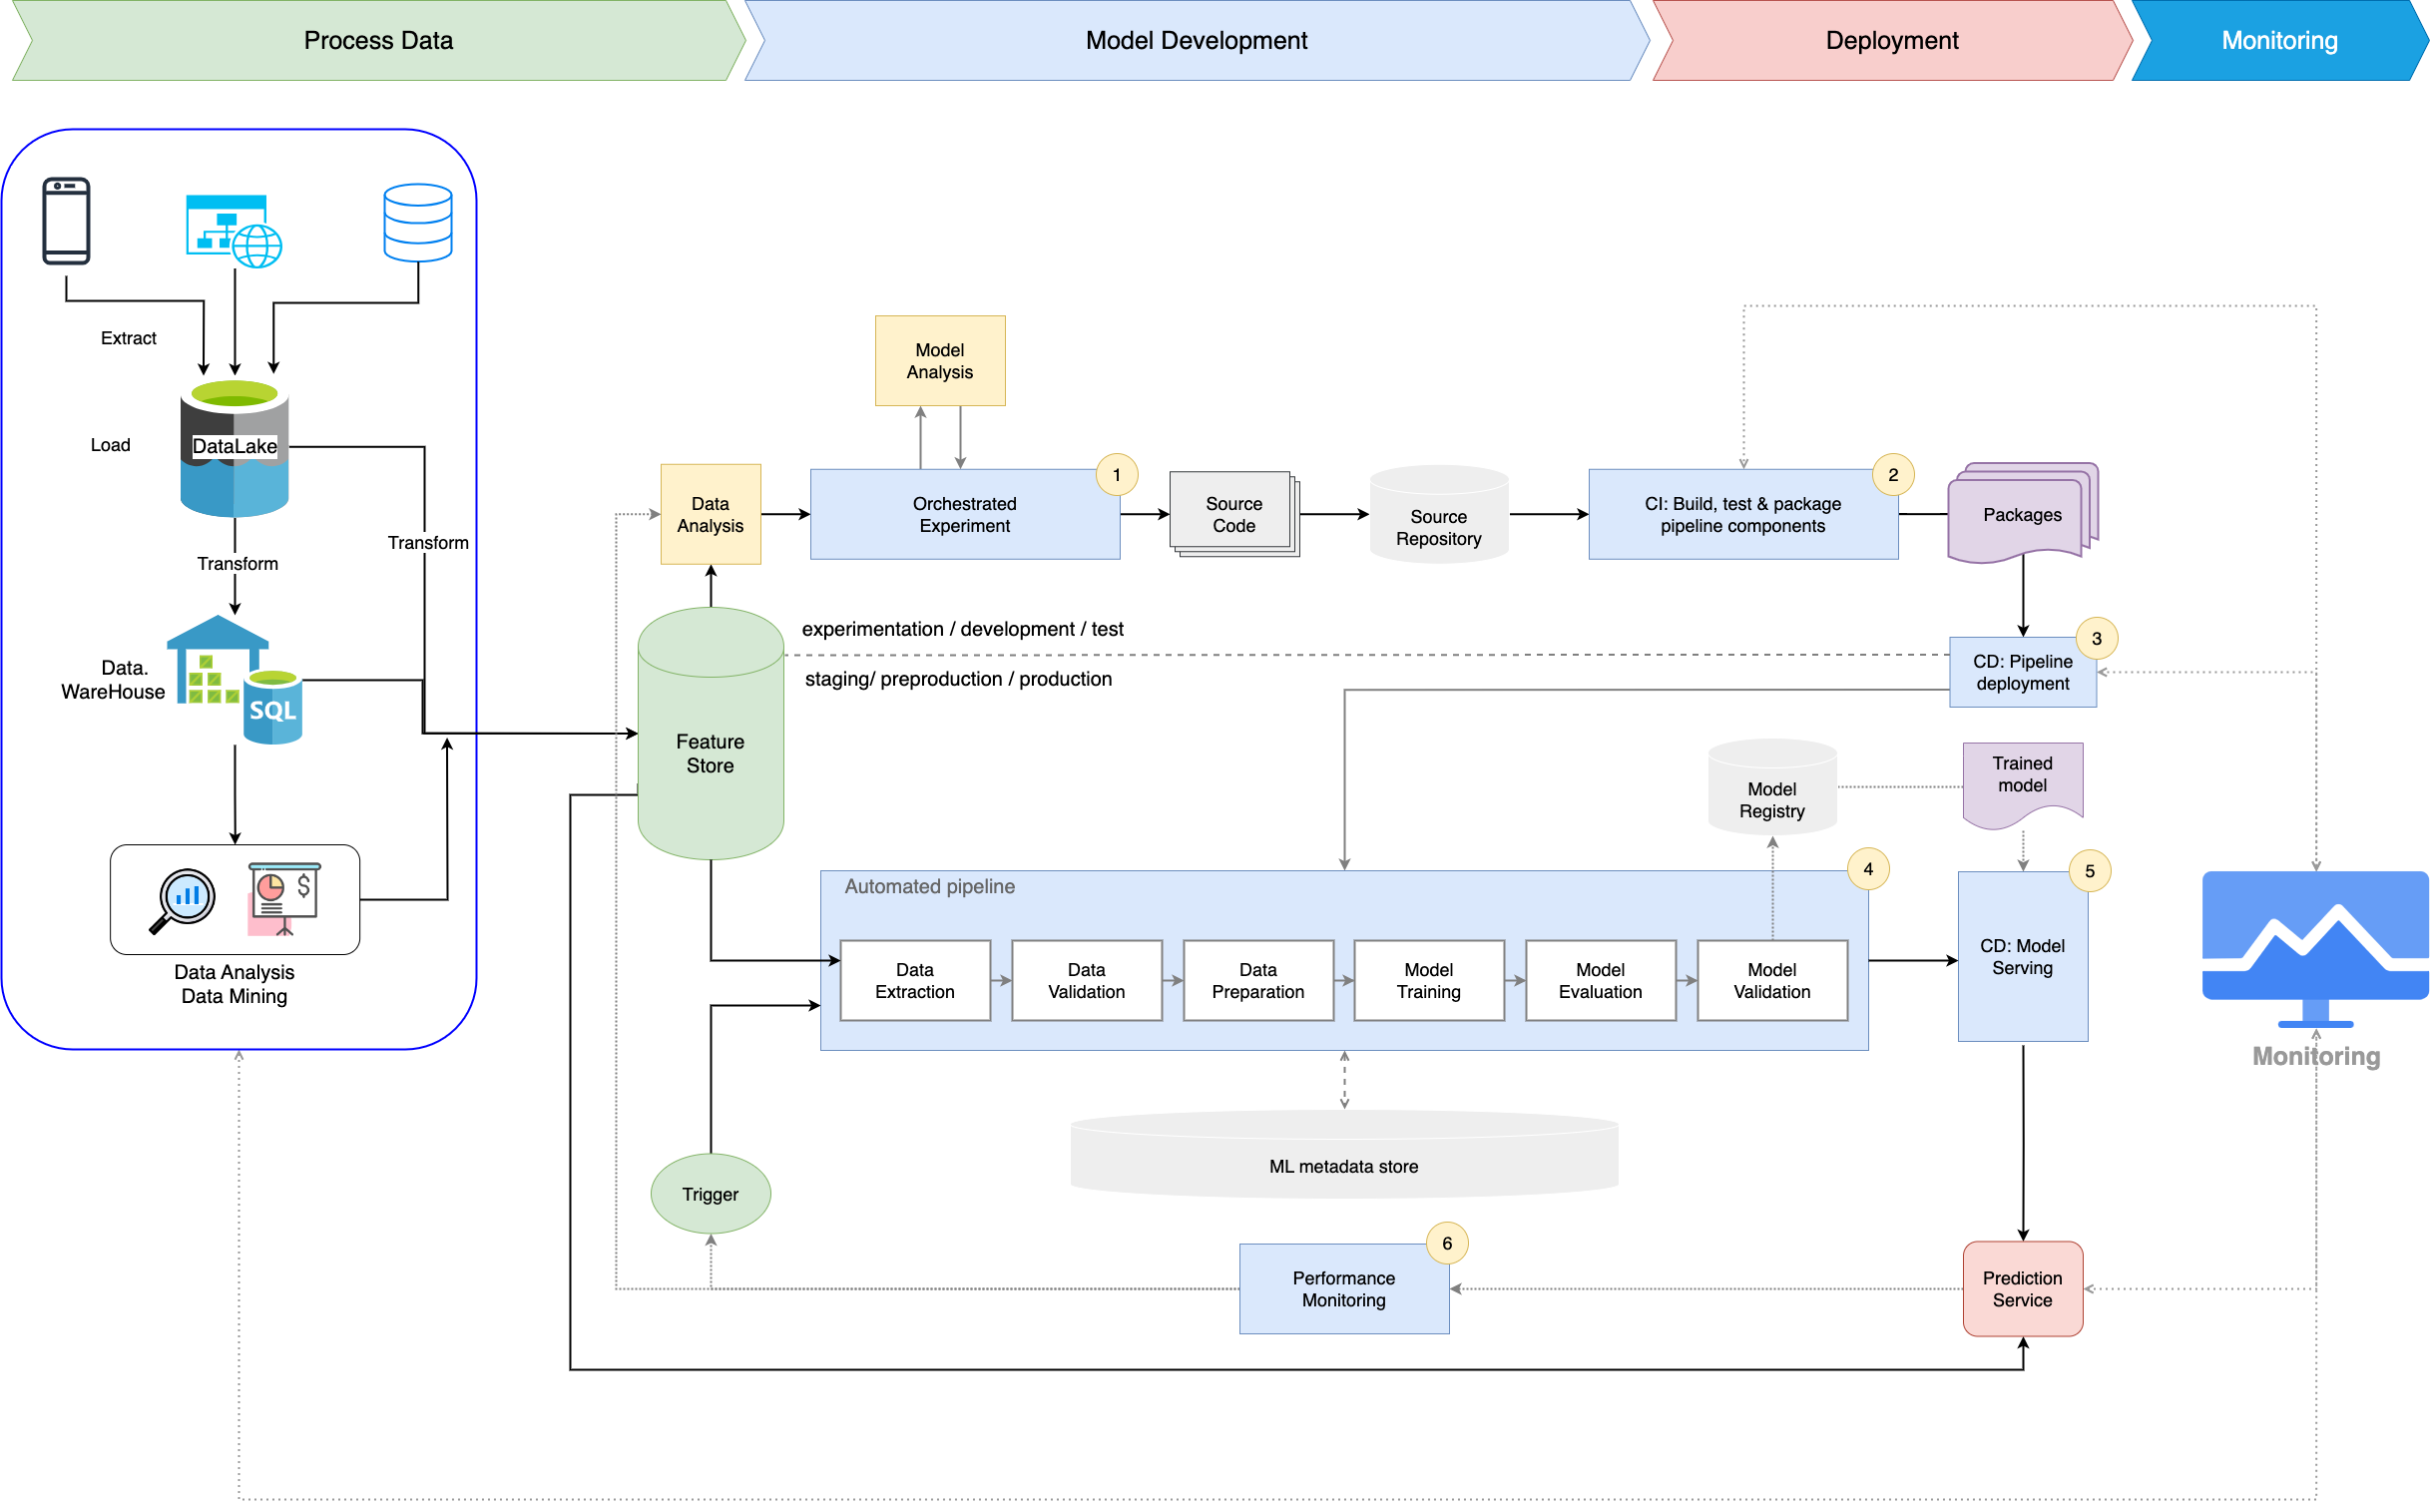 Process Data
Model Development
Deployment
Monitoring
Extract
Load
DataLake
Transform
Transform
Data.
WareHouse
SQL
$
Data Analysis
Data Mining
Model
Analysis
Data
Analysis
Orchestrated
Experiment
1
Source
Code
Source
Repository
CI: Build, test & package
pipeline components
2
Packages
experimentation / development / test
staging/ preproduction / production
CD: Pipeline
deployment
3
Feature
Store
Model
Registry
Trained
model
Automated pipeline
4
Data
Extraction
Data
Validation
Data
Preparation
Model
Training
Model
Evaluation
Model
Validation
CD: Model
Serving
5
Monitoring
ML metadata store
Trigger
Performance
Monitoring
6
Prediction
Service